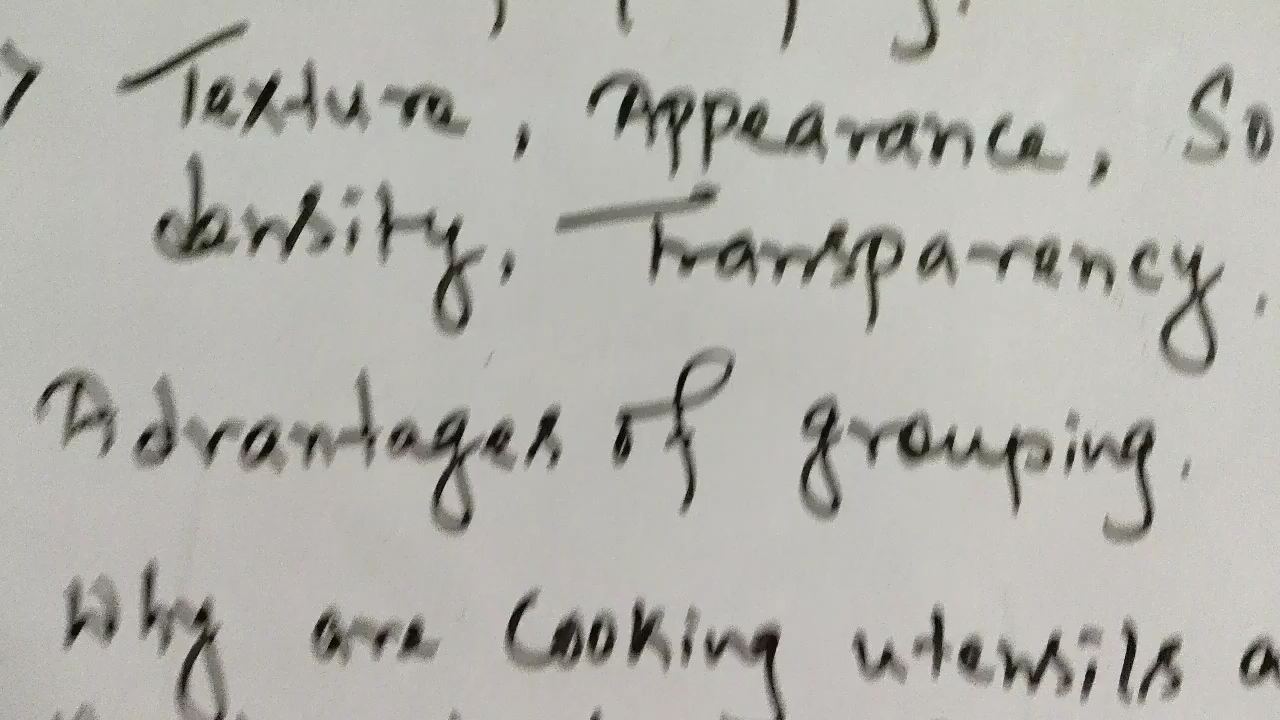 Texture, Appearance, So
density, Transparency.
Advantages of grouping.
Why are cooking utensils a